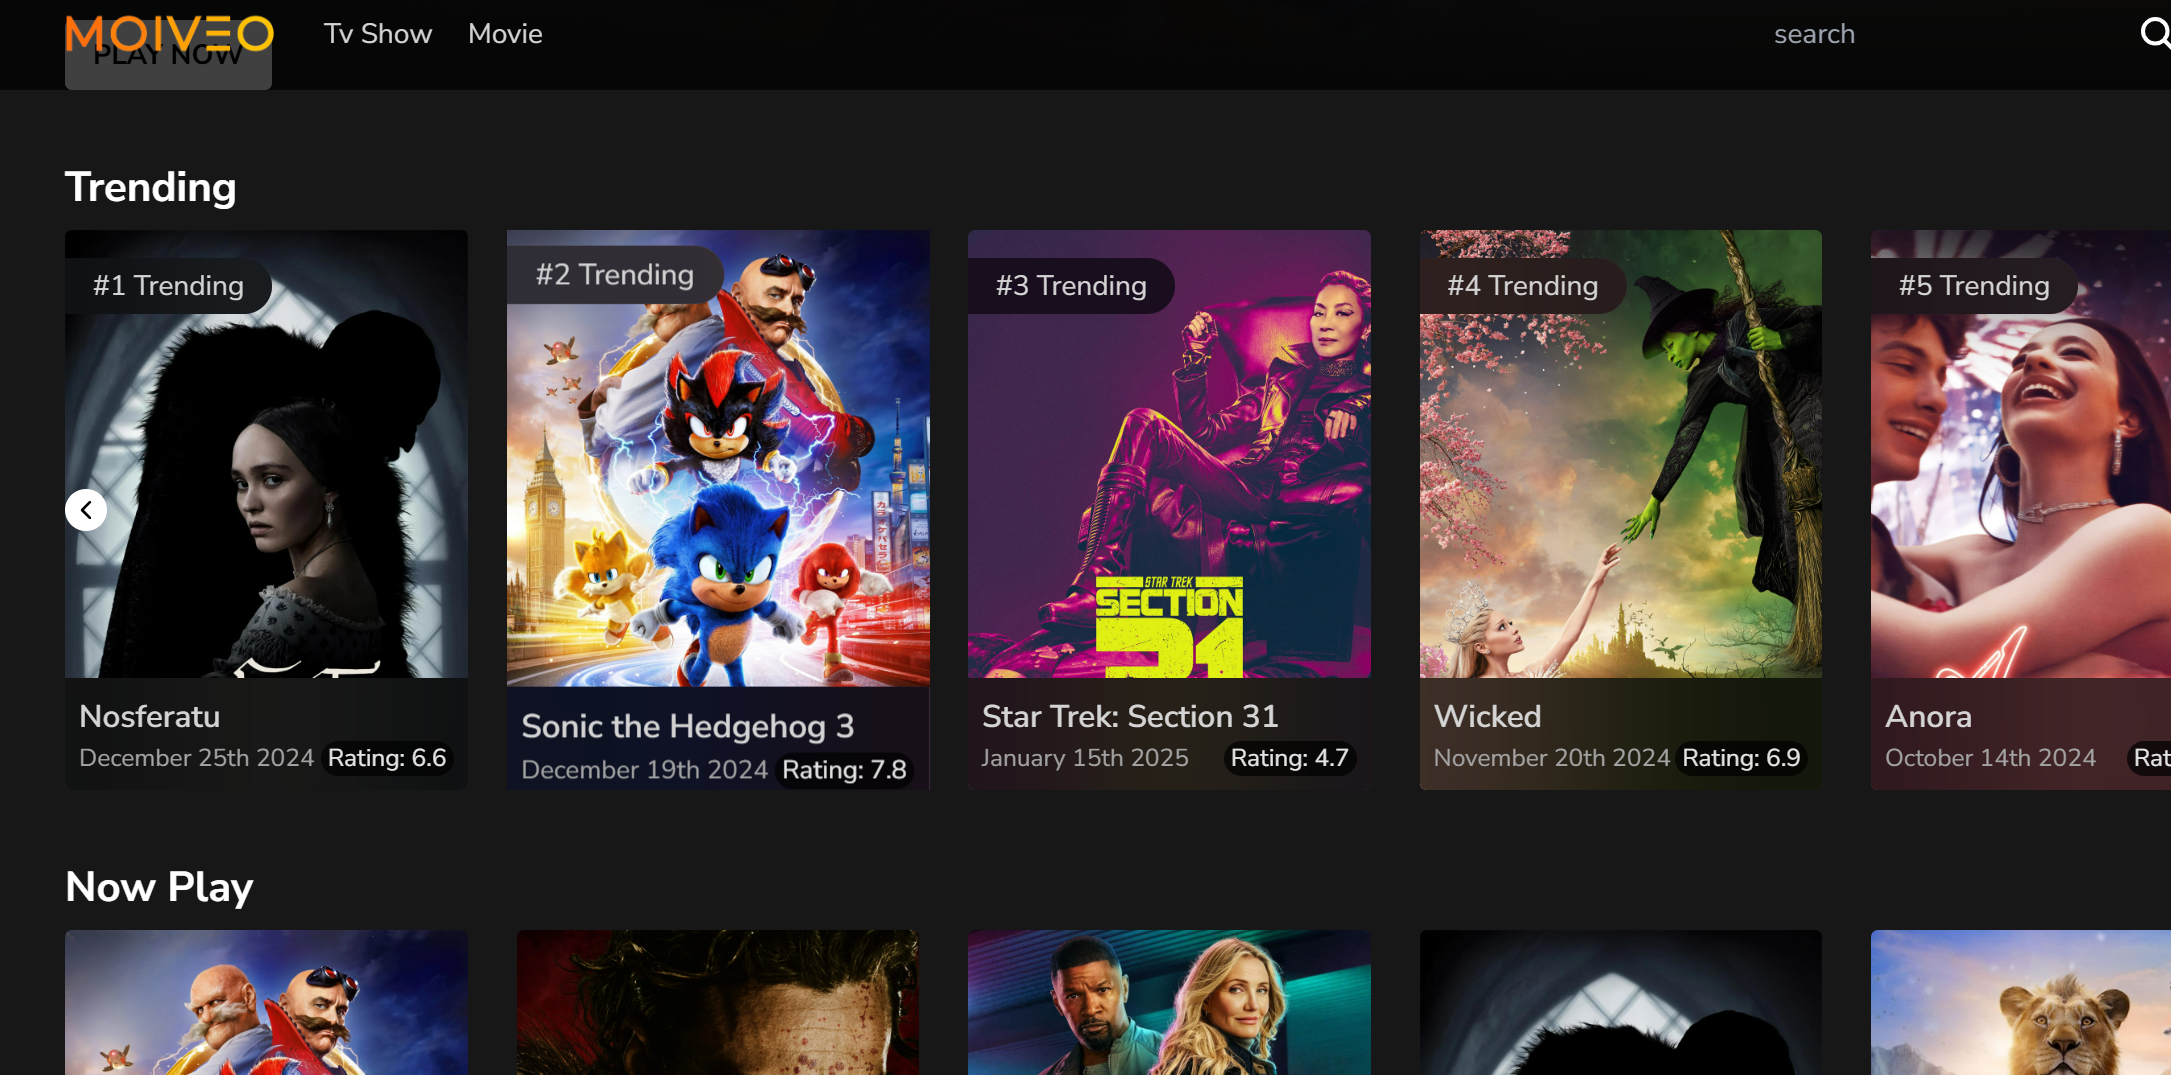 MOIVEO
Tv Show
Movie
search
PLAY NOW
Trending
#1 Trending
#2 Trending
#3 Trending
#4 Trending
#5 Trending
STAR TREK
SECTION
31
Nosferatu
December 25th 2024 Rating: 6.6
Sonic the Hedgehog 3
December 19th 2024 Rating: 7.8
Star Trek: Section 31
January 15th 2025 Rating: 4.7
Wicked
November 20th 2024 Rating: 6.9
Anora
October 14th 2024 Rat
Now Play